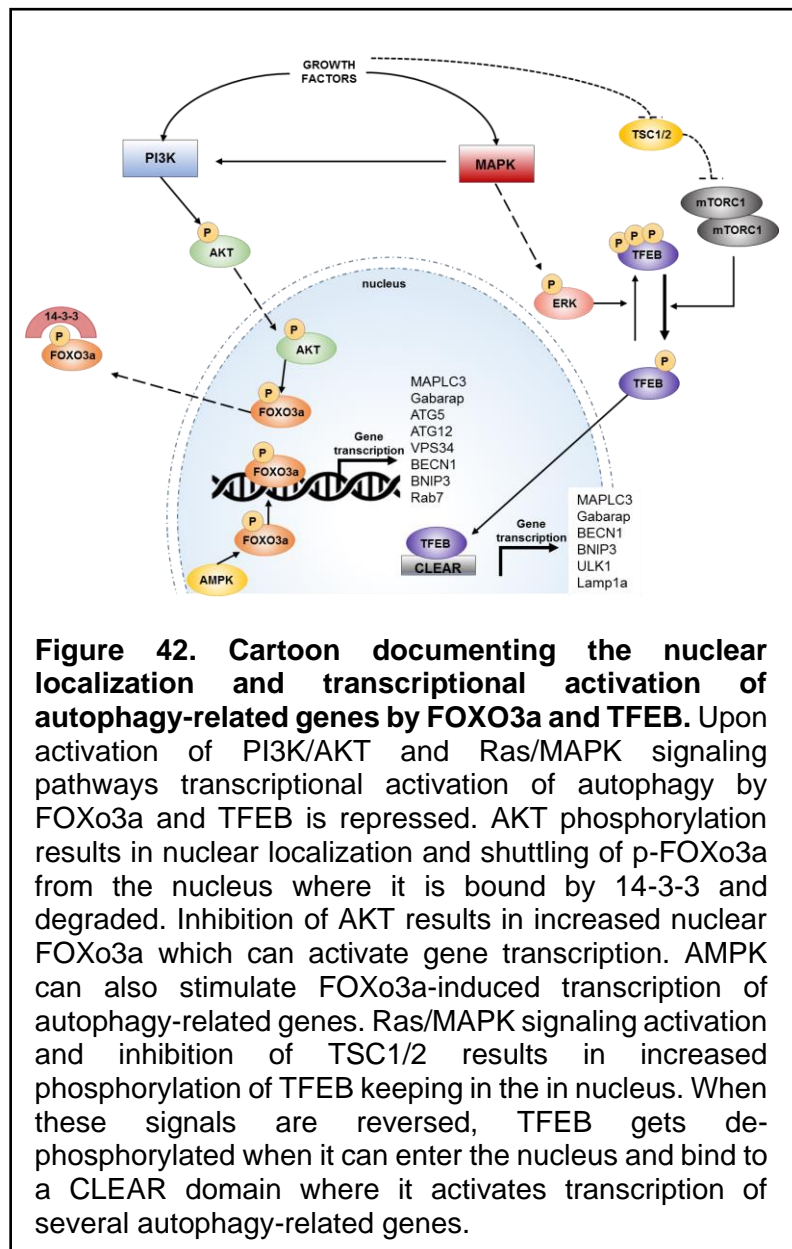 GROWTH
FACTORS
PI3K
MAPK
TSC1/2
mTORC1
mTORC1
P
AKT
P P P
TFEB
nucleus
P
ERK
14-3-3
P
FOXO3a
P
AKT
P
TFEB
P
FOXO3a
MAPLC3
Gabarap
ATG5
ATG12
VPS34
BECN1
BNIP3
Rab7
Gene
transcription
P
FOXO3a
P
FOXO3a
AMPK
TFEB
CLEAR
Gene
transcription
MAPLC3
Gabarap
BECN1
BNIP3
ULK1
Lamp1a
Figure 42. Cartoon documenting the nuclear
localization and transcriptional activation of
autophagy-related genes by FOXO3a and TFEB. Upon
activation of PI3K/AKT and Ras/MAPK signaling
pathways transcriptional activation of autophagy by
FOXo3a and TFEB is repressed. AKT phosphorylation
results in nuclear localization and shuttling of p-FOXo3a
from the nucleus where it is bound by 14-3-3 and
degraded. Inhibition of AKT results in increased nuclear
FOXo3a which can activate gene transcription. AMPK
can also stimulate FOXo3a-induced transcription of
autophagy-related genes. Ras/MAPK signaling activation
and inhibition of TSC1/2 results in increased
phosphorylation of TFEB keeping in the in nucleus. When
these signals are reversed, TFEB gets de-
phosphorylated when it can enter the nucleus and bind to
a CLEAR domain where it activates transcription of
several autophagy-related genes.